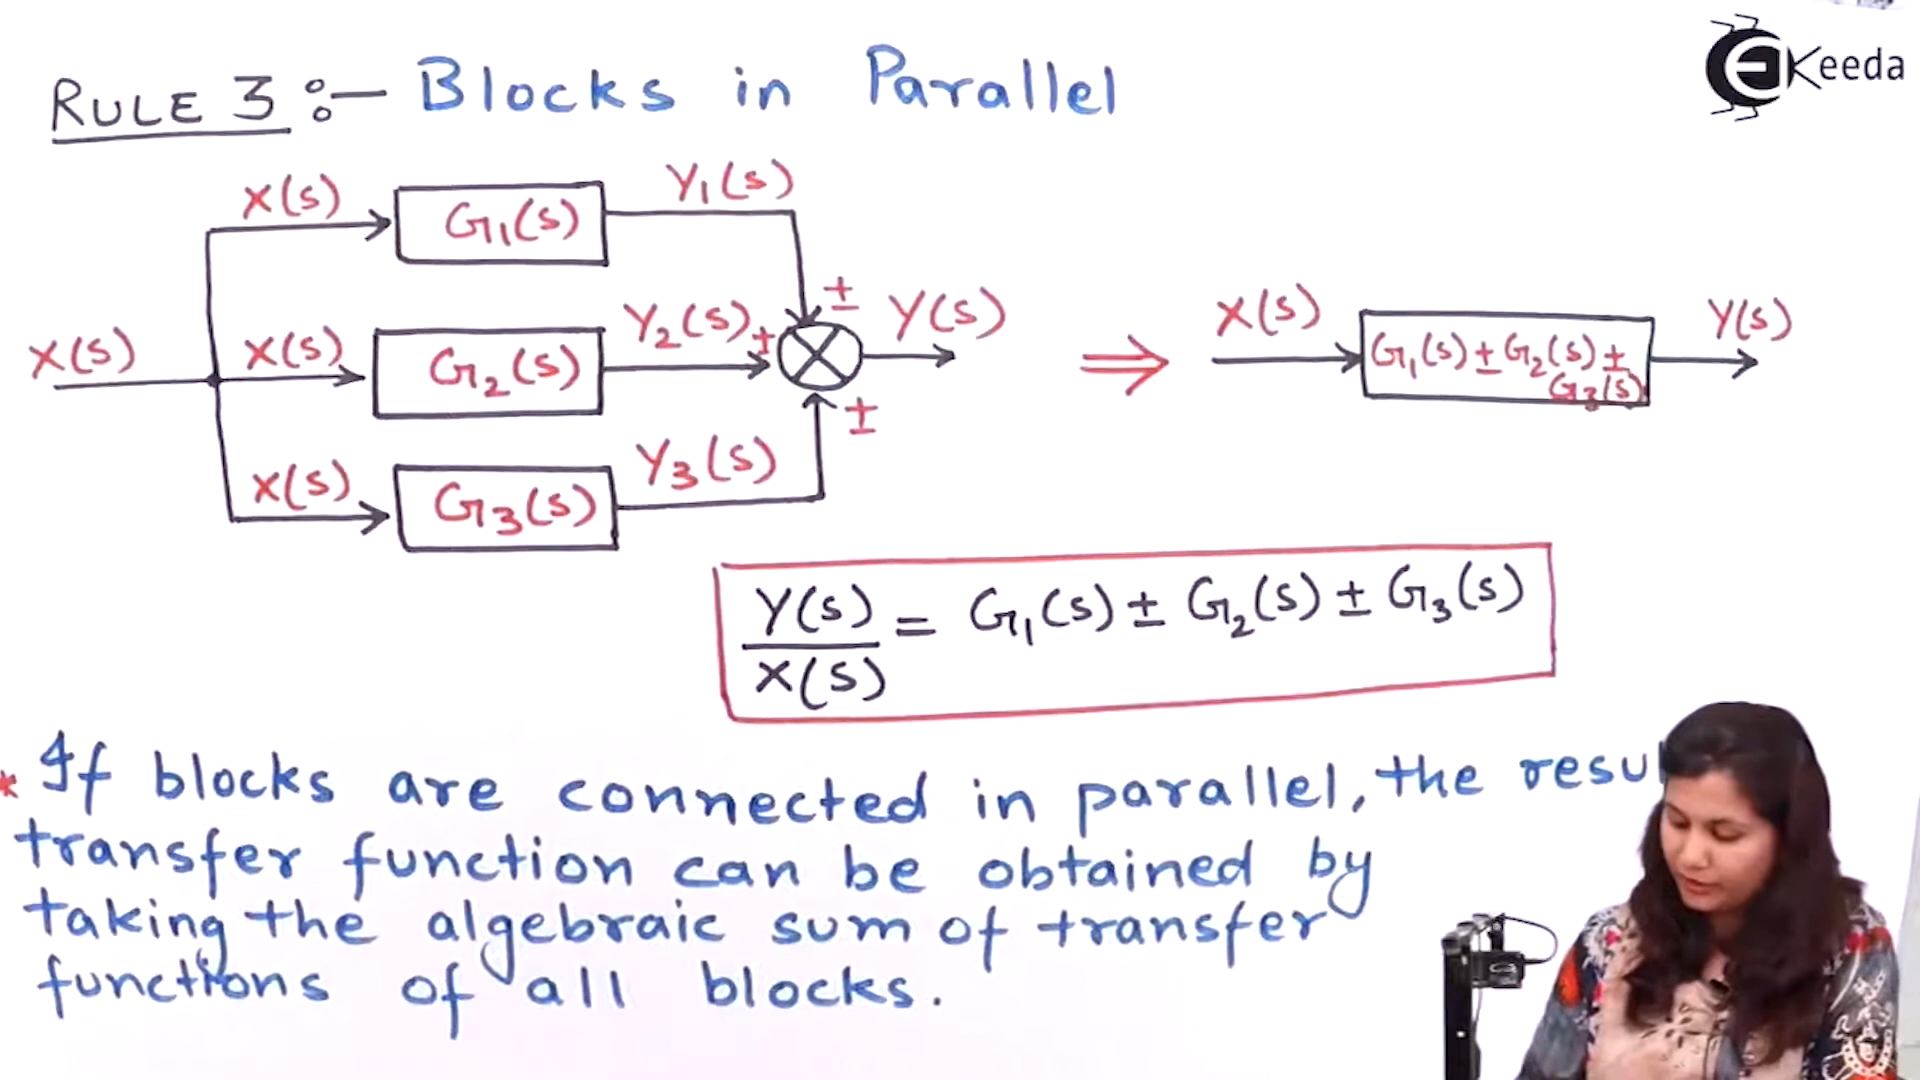 RULE 3 :- Blocks in Parallel
EKeeda
X(s) G1(s) Y1(s)
±
X(s) X(s) G2(s) Y2(s) ± Y(s) ⇒ X(s) G1(s) ± G2(s) ± G3(s) Y(s)
±
X(s) G3(s) Y3(s)
Y(s)/X(s) = G1(s) ± G2(s) ± G3(s)
* If blocks are connected in parallel, the
transfer function can be obtained by
taking the algebraic sum of transfer
functions of all blocks.